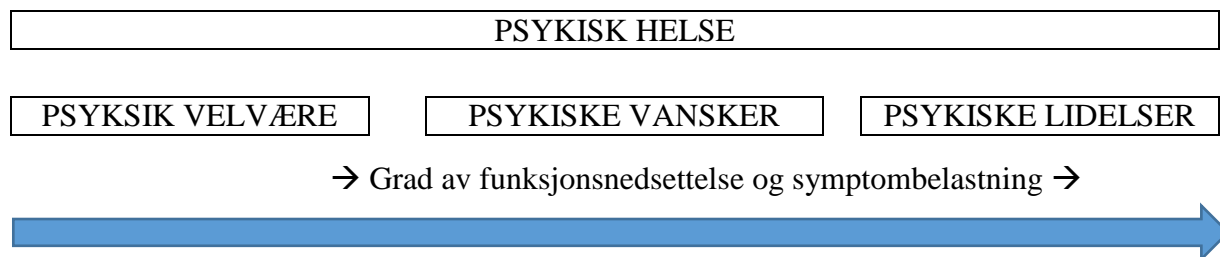 PSYKISK HELSE
PSYKSIK VELVÆRE PSYKISKE VANSKER PSYKISKE LIDELSER
→ Grad av funksjonsnedsettelse og symptombelastning →